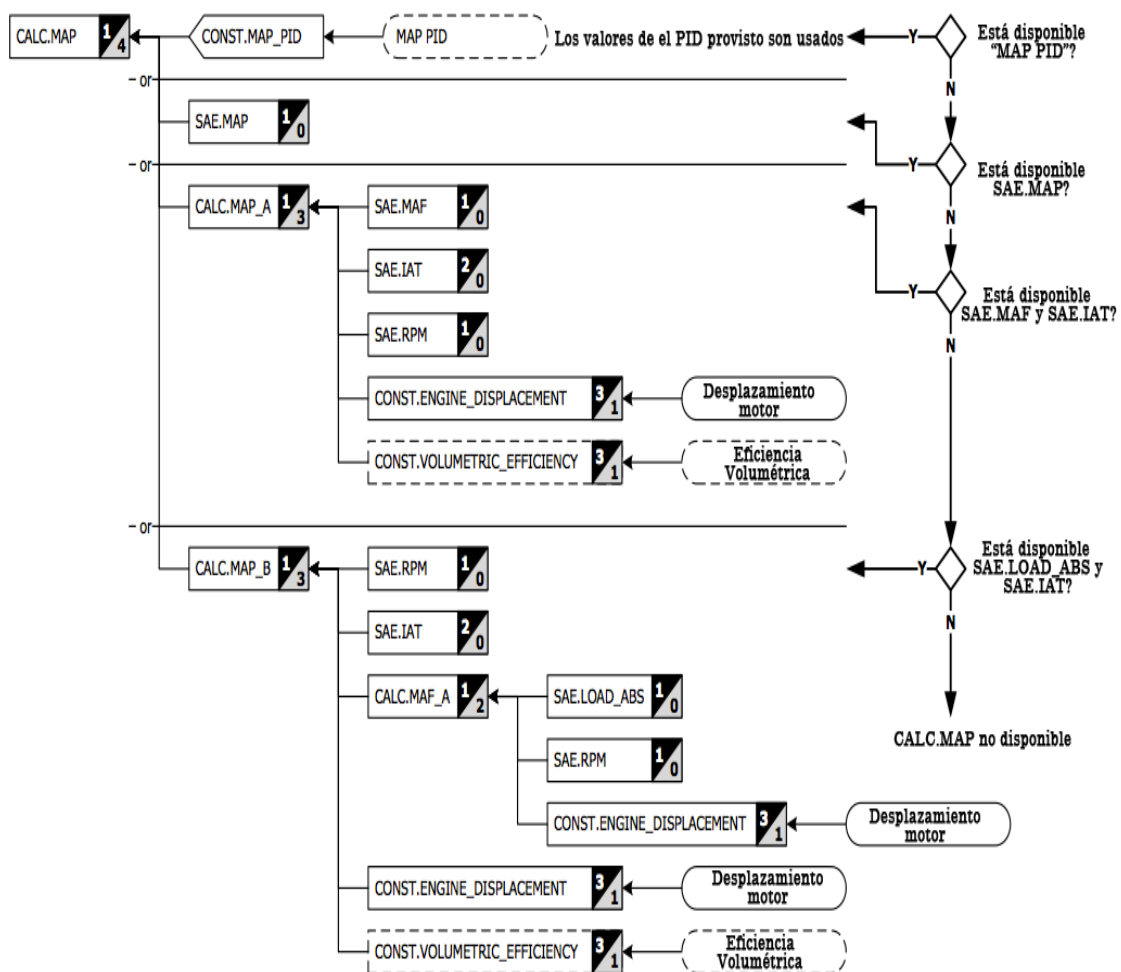 CALC.MAP 1/4
CONST.MAP_PID
MAP PID
Los valores de el PID provisto son usados
Y
Está disponible
“MAP PID”?
N
or
SAE.MAP 1/0
Y
Está disponible
SAE.MAP?
N
or
CALC.MAP_A 1/3
SAE.MAF 1/0
SAE.IAT 2/0
Y
Está disponible
SAE.MAF y SAE.IAT?
N
SAE.RPM 1/0
CONST.ENGINE_DISPLACEMENT 3/1
Desplazamiento
motor
CONST.VOLUMETRIC_EFFICIENCY 3/1
Eficiencia
Volumétrica
or
CALC.MAP_B 1/3
SAE.RPM 1/0
Y
Está disponible
SAE.LOAD_ABS y
SAE.IAT?
N
SAE.IAT 2/0
CALC.MAF_A 1/2
SAE.LOAD_ABS 1/0
CALC.MAP no disponible
SAE.RPM 1/0
CONST.ENGINE_DISPLACEMENT 3/1
Desplazamiento
motor
CONST.ENGINE_DISPLACEMENT 3/1
Desplazamiento
motor
CONST.VOLUMETRIC_EFFICIENCY 3/1
Eficiencia
Volumétrica